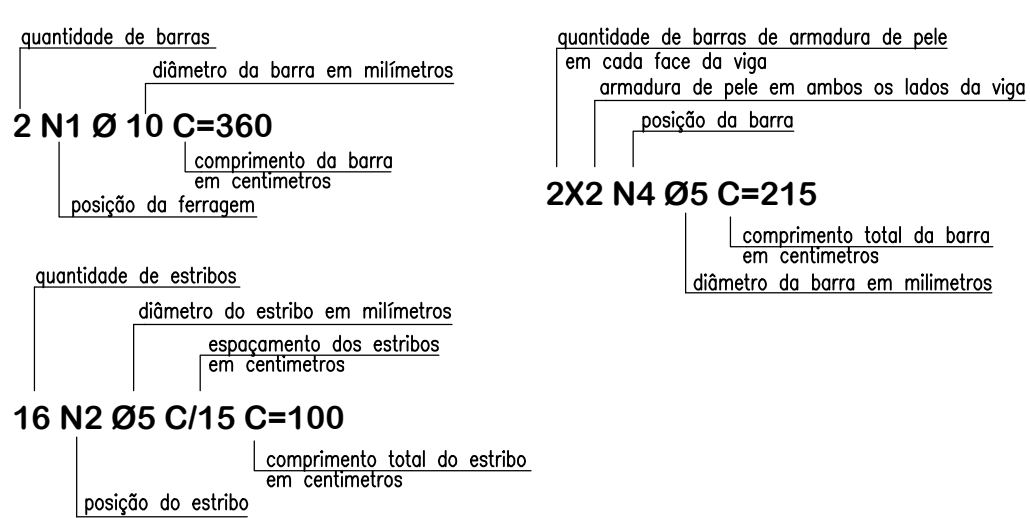 quantidade de barras
diâmetro da barra em milímetros
2 N1 Ø 10 C=360
comprimento da barra
em centimetros
posição da ferragem
quantidade de barras de armadura de pele
em cada face da viga
armadura de pele em ambos os lados da viga
posição da barra
2X2 N4 Ø5 C=215
comprimento total da barra
em centimetros
diâmetro da barra em milimetros
quantidade de estribos
diâmetro do estribo em milímetros
espaçamento dos estribos
em centimetros
16 N2 Ø5 C/15 C=100
comprimento total do estribo
em centimetros
posição do estribo